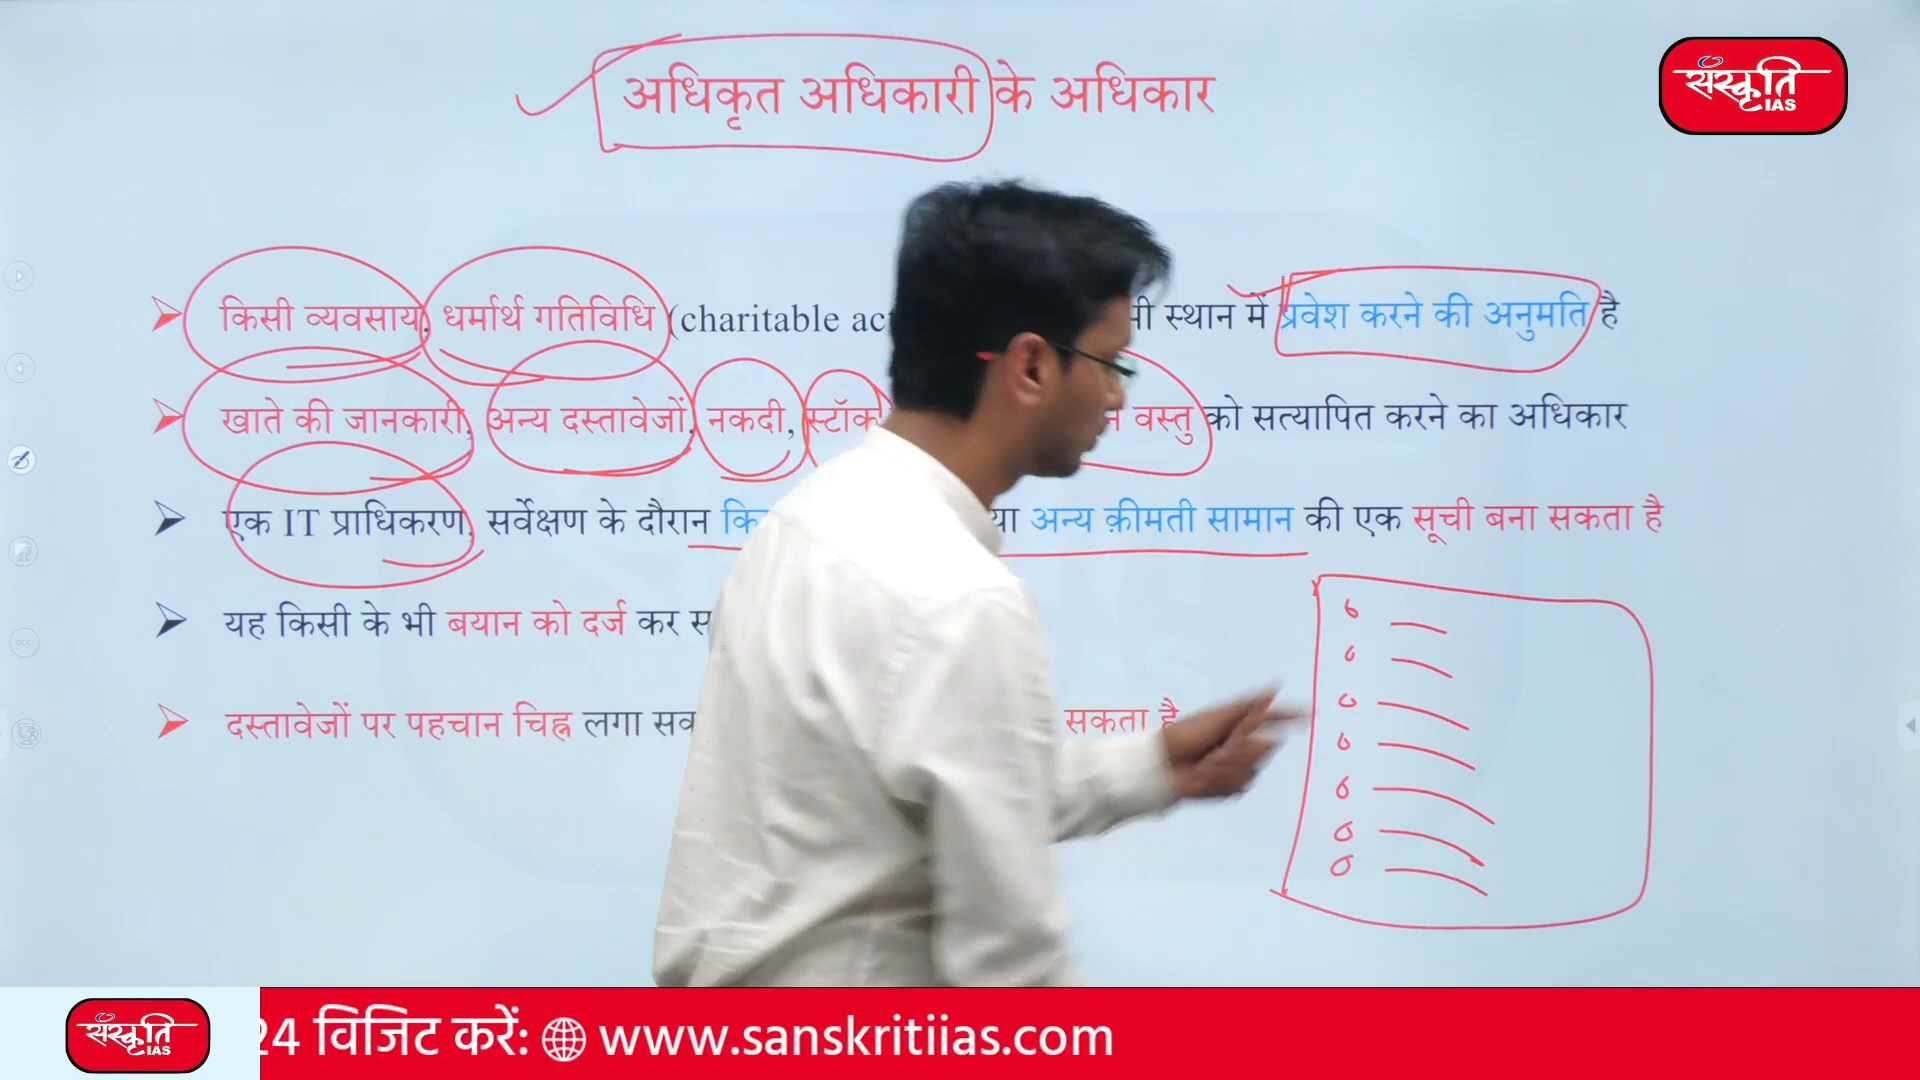 अधिकृत अधिकारी के अधिकार
संस्कृति
IAS
किसी व्यवसाय, धर्मार्थ गतिविधि (charitable स्थान में प्रवेश करने की अनुमति है
खाते की जानकारी, अन्य दस्तावेजों, नकदी, स्टॉक वस्तु को सत्यापित करने का अधिकार
एक IT प्राधिकरण, सर्वेक्षण के दौरान या अन्य क़ीमती सामान की एक सूची बना सकता है
यह किसी के भी बयान को दर्ज कर
दस्तावेजों पर पहचान चिह्न लगा सकता है
संस्कृति
IAS
24 विजिट करें: www.sanskritiias.com